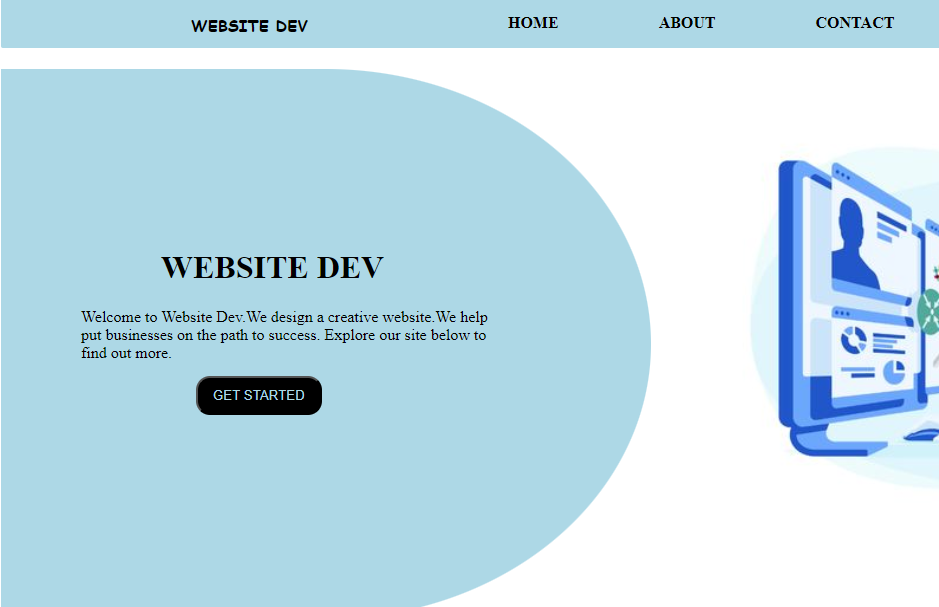 WEBSITE DEV
HOME
ABOUT
CONTACT
WEBSITE DEV
Welcome to Website Dev.We design a creative website.We help
put businesses on the path to success. Explore our site below to
find out more.
GET STARTED